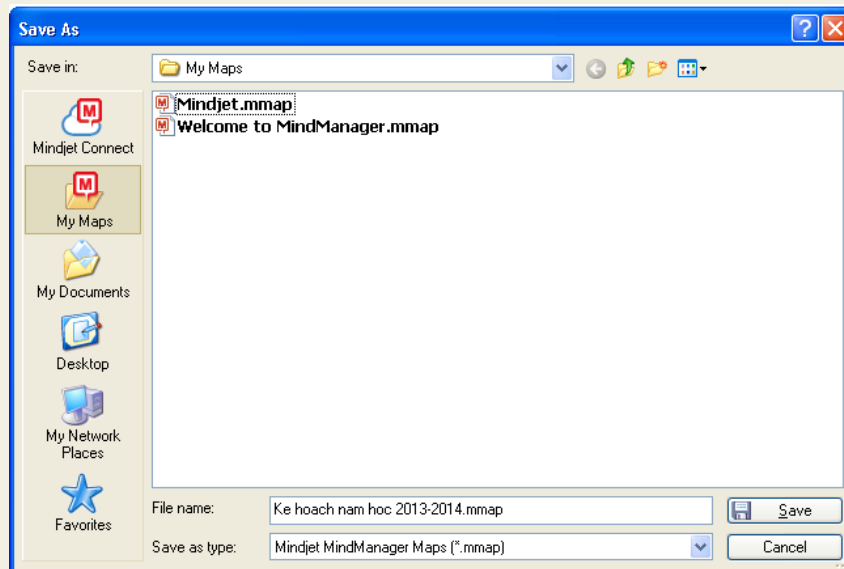 Save As
Save in:
My Maps
Mindjet.mmap
Welcome to MindManager.mmap
Mindjet Connect
My Maps
My Documents
Desktop
My Network
Places
Favorites
File name:
Ke hoach nam hoc 2013-2014.mmap
Save
Save as type:
Mindjet MindManager Maps (*.mmap)
Cancel